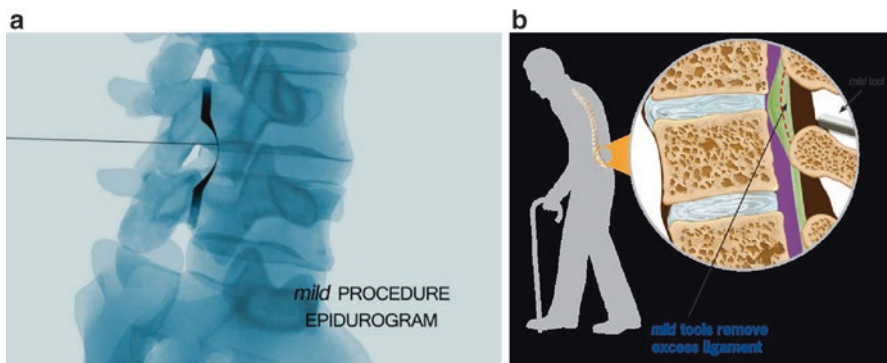 a
mild PROCEDURE
EPIDUROGRAM
b
mild tool
mild tools remove
excess ligament